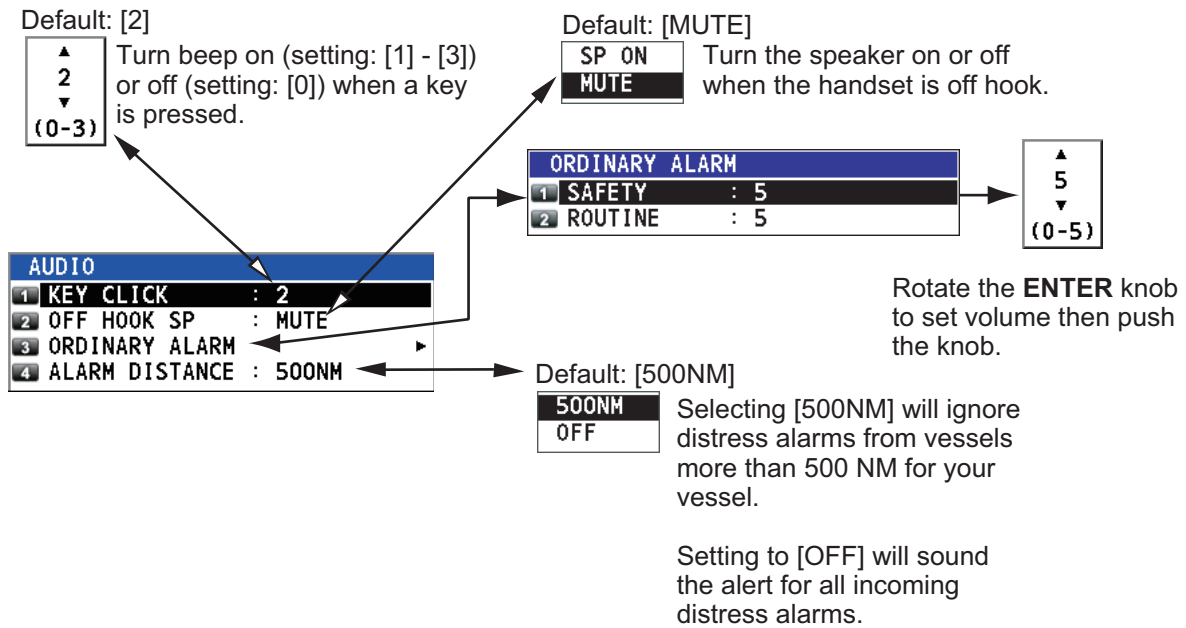 Default: [2]
▲
2
▼
(0-3)
Turn beep on (setting: [1] - [3])
or off (setting: [0]) when a key
is pressed.
Default: [MUTE]
SP ON
MUTE
Turn the speaker on or off
when the handset is off hook.
ORDINARY ALARM
1 SAFETY : 5
2 ROUTINE : 5
▲
5
▼
(0-5)
Rotate the ENTER knob
to set volume then push
the knob.
AUDIO
1 KEY CLICK : 2
2 OFF HOOK SP : MUTE
3 ORDINARY ALARM ▶
4 ALARM DISTANCE : 500NM
Default: [500NM]
500NM
OFF
Selecting [500NM] will ignore
distress alarms from vessels
more than 500 NM for your
vessel.
Setting to [OFF] will sound
the alert for all incoming
distress alarms.